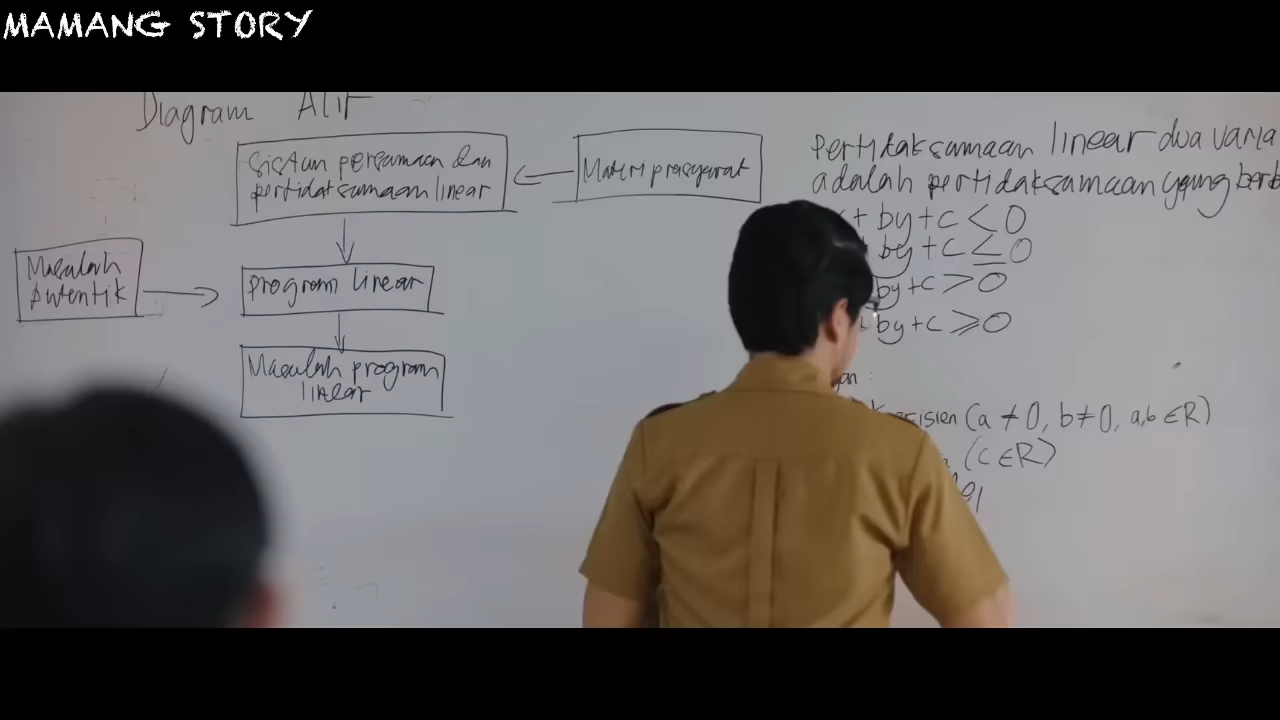 MAMANG STORY
Diagram Alir
Sistem persamaan dan
pertidaksamaan linear
Materi prasyarat
Masalah
Autentik
program linear
Masalah program
linear
Pertidaksamaan linear dua varia
adalah pertidaksamaan yang berb
+ by + c < 0
by + c ≤ 0
by + c > 0
by + c ≥ 0
:
(a ≠ 0, b ≠ 0, a,b ∈ R)
(c ∈ R)